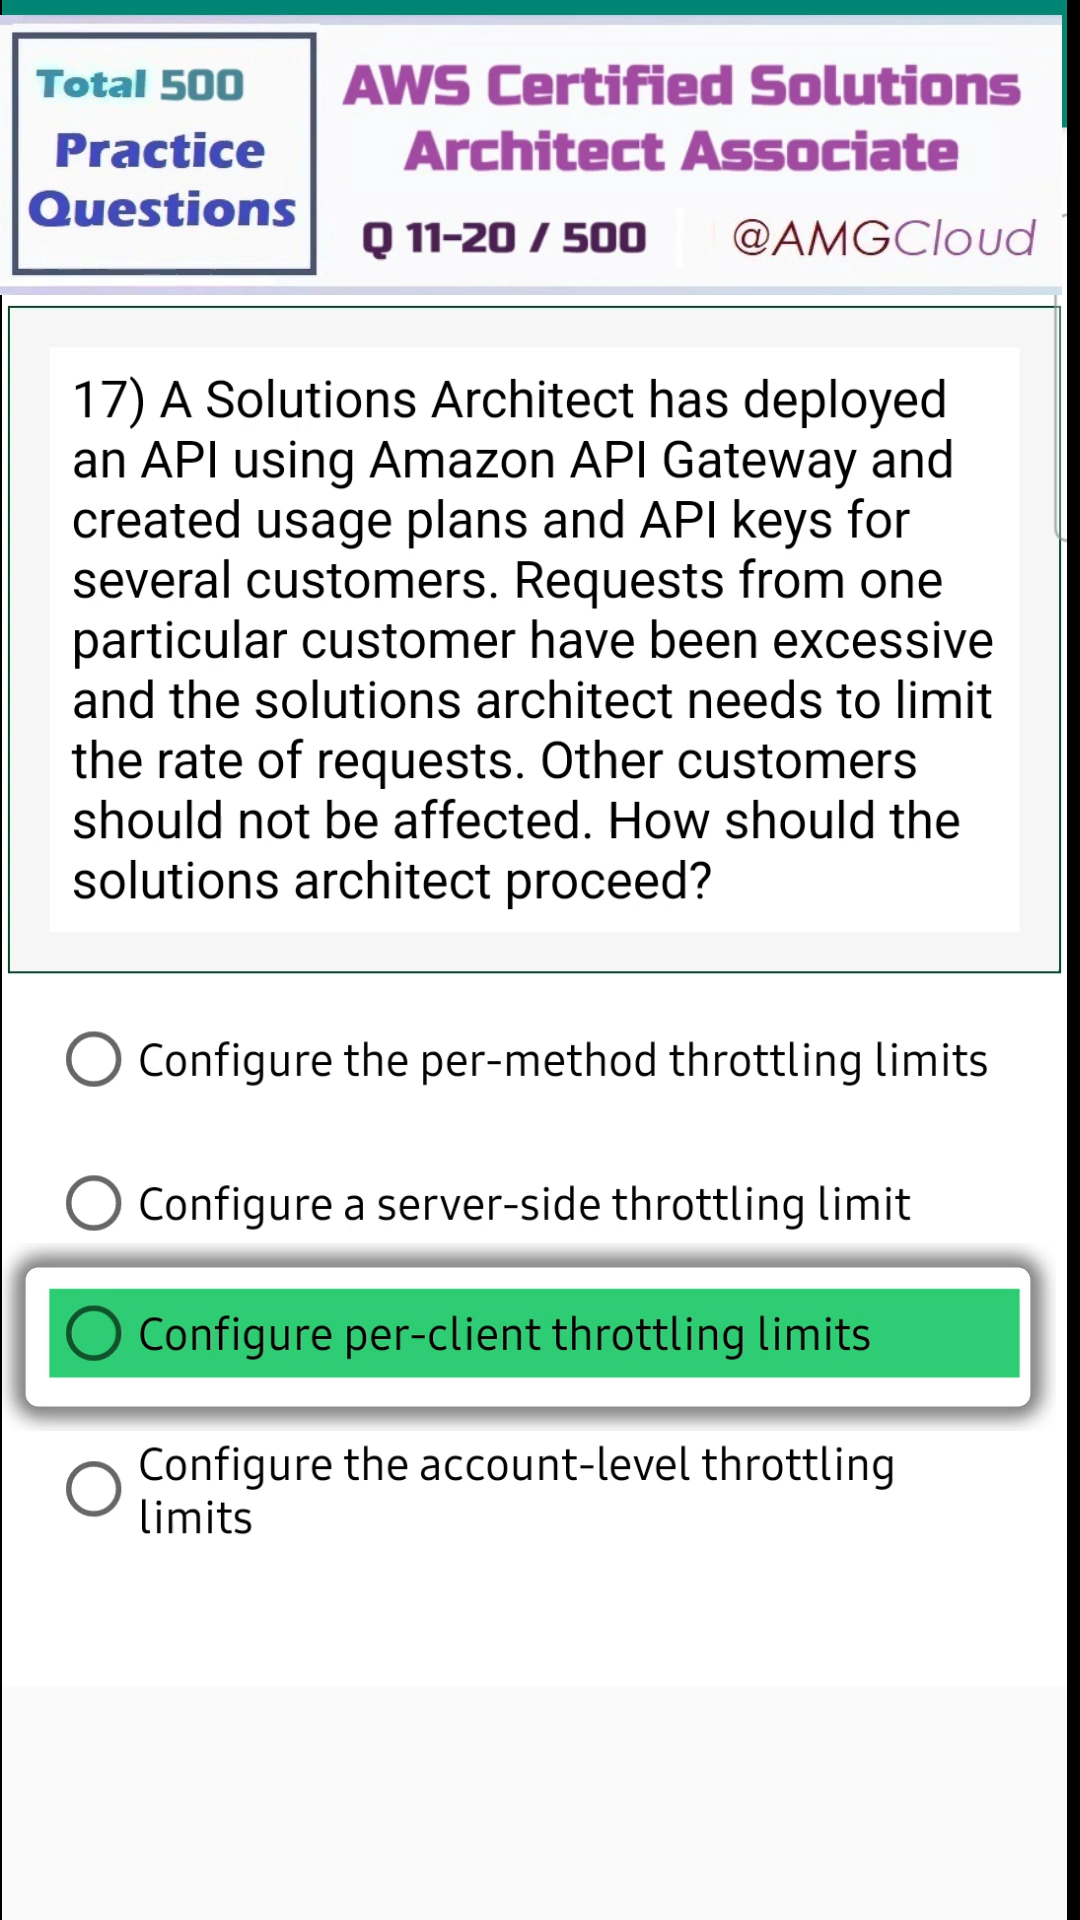 Total 500
Practice
Questions
AWS Certified Solutions
Architect Associate
Q 11-20 / 500
@AMGCloud
17) A Solutions Architect has deployed
an API using Amazon API Gateway and
created usage plans and API keys for
several customers. Requests from one
particular customer have been excessive
and the solutions architect needs to limit
the rate of requests. Other customers
should not be affected. How should the
solutions architect proceed?
Configure the per-method throttling limits
Configure a server-side throttling limit
Configure per-client throttling limits
Configure the account-level throttling
limits